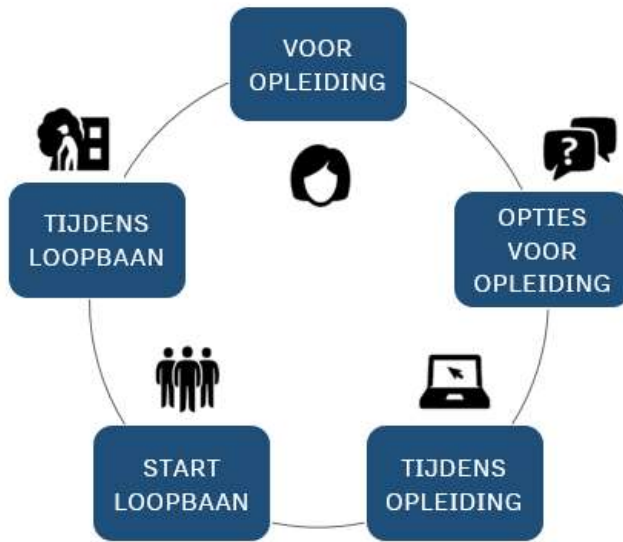 VOOR
OPLEIDING
OPTIES
VOOR
OPLEIDING
TIJDENS
OPLEIDING
START
LOOPBAAN
TIJDENS
LOOPBAAN
?